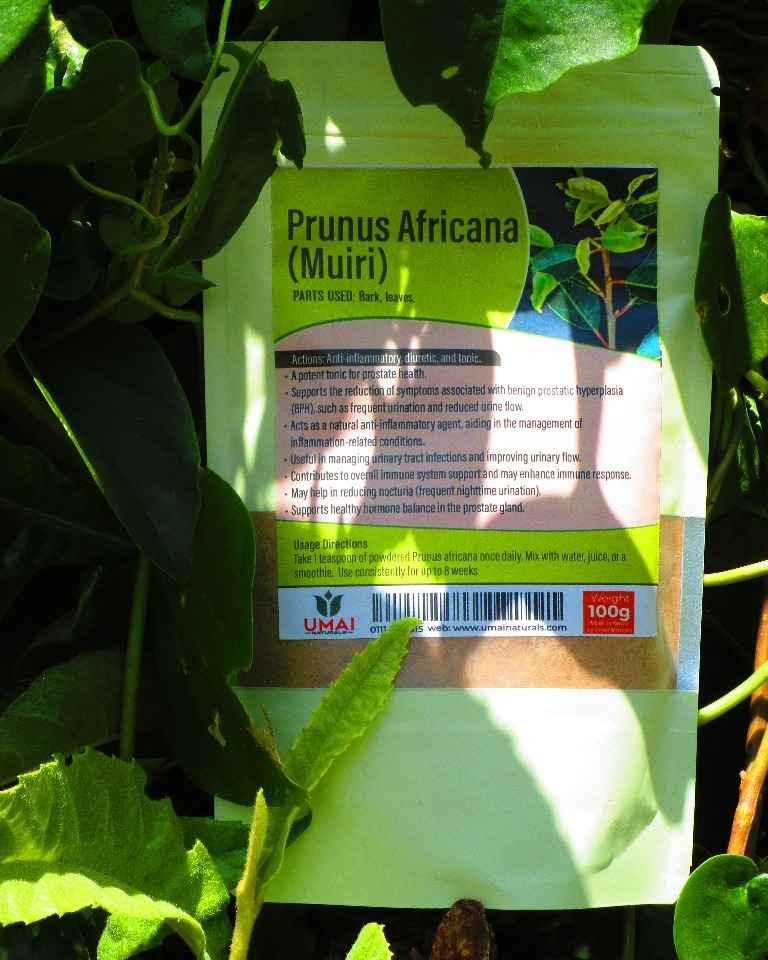 Prunus Africana
(Muiri)
PARTS USED: Bark, leaves.
Actions: Anti-inflammatory, diuretic, and tonic.
• A potent tonic for prostate health.
• Supports the reduction of symptoms associated with benign prostatic hyperplasia
(BPH), such as frequent urination and reduced urine flow.
• Acts as a natural anti-inflammatory agent, aiding in the management of
inflammation-related conditions.
• Useful in managing urinary tract infections and improving urinary flow.
• Contributes to overall immune system support and may enhance immune response.
• May help in reducing nocturia (frequent nighttime urination).
• Supports healthy hormone balance in the prostate gland.
Usage Directions
Take 1 teaspoon of powdered Prunus africana once daily. Mix with water, juice, or a
smoothie. Use consistently for up to 8 weeks
UMAI
NATURALS
web: www.umainaturals.com
Weight
100g
Made in Kenya